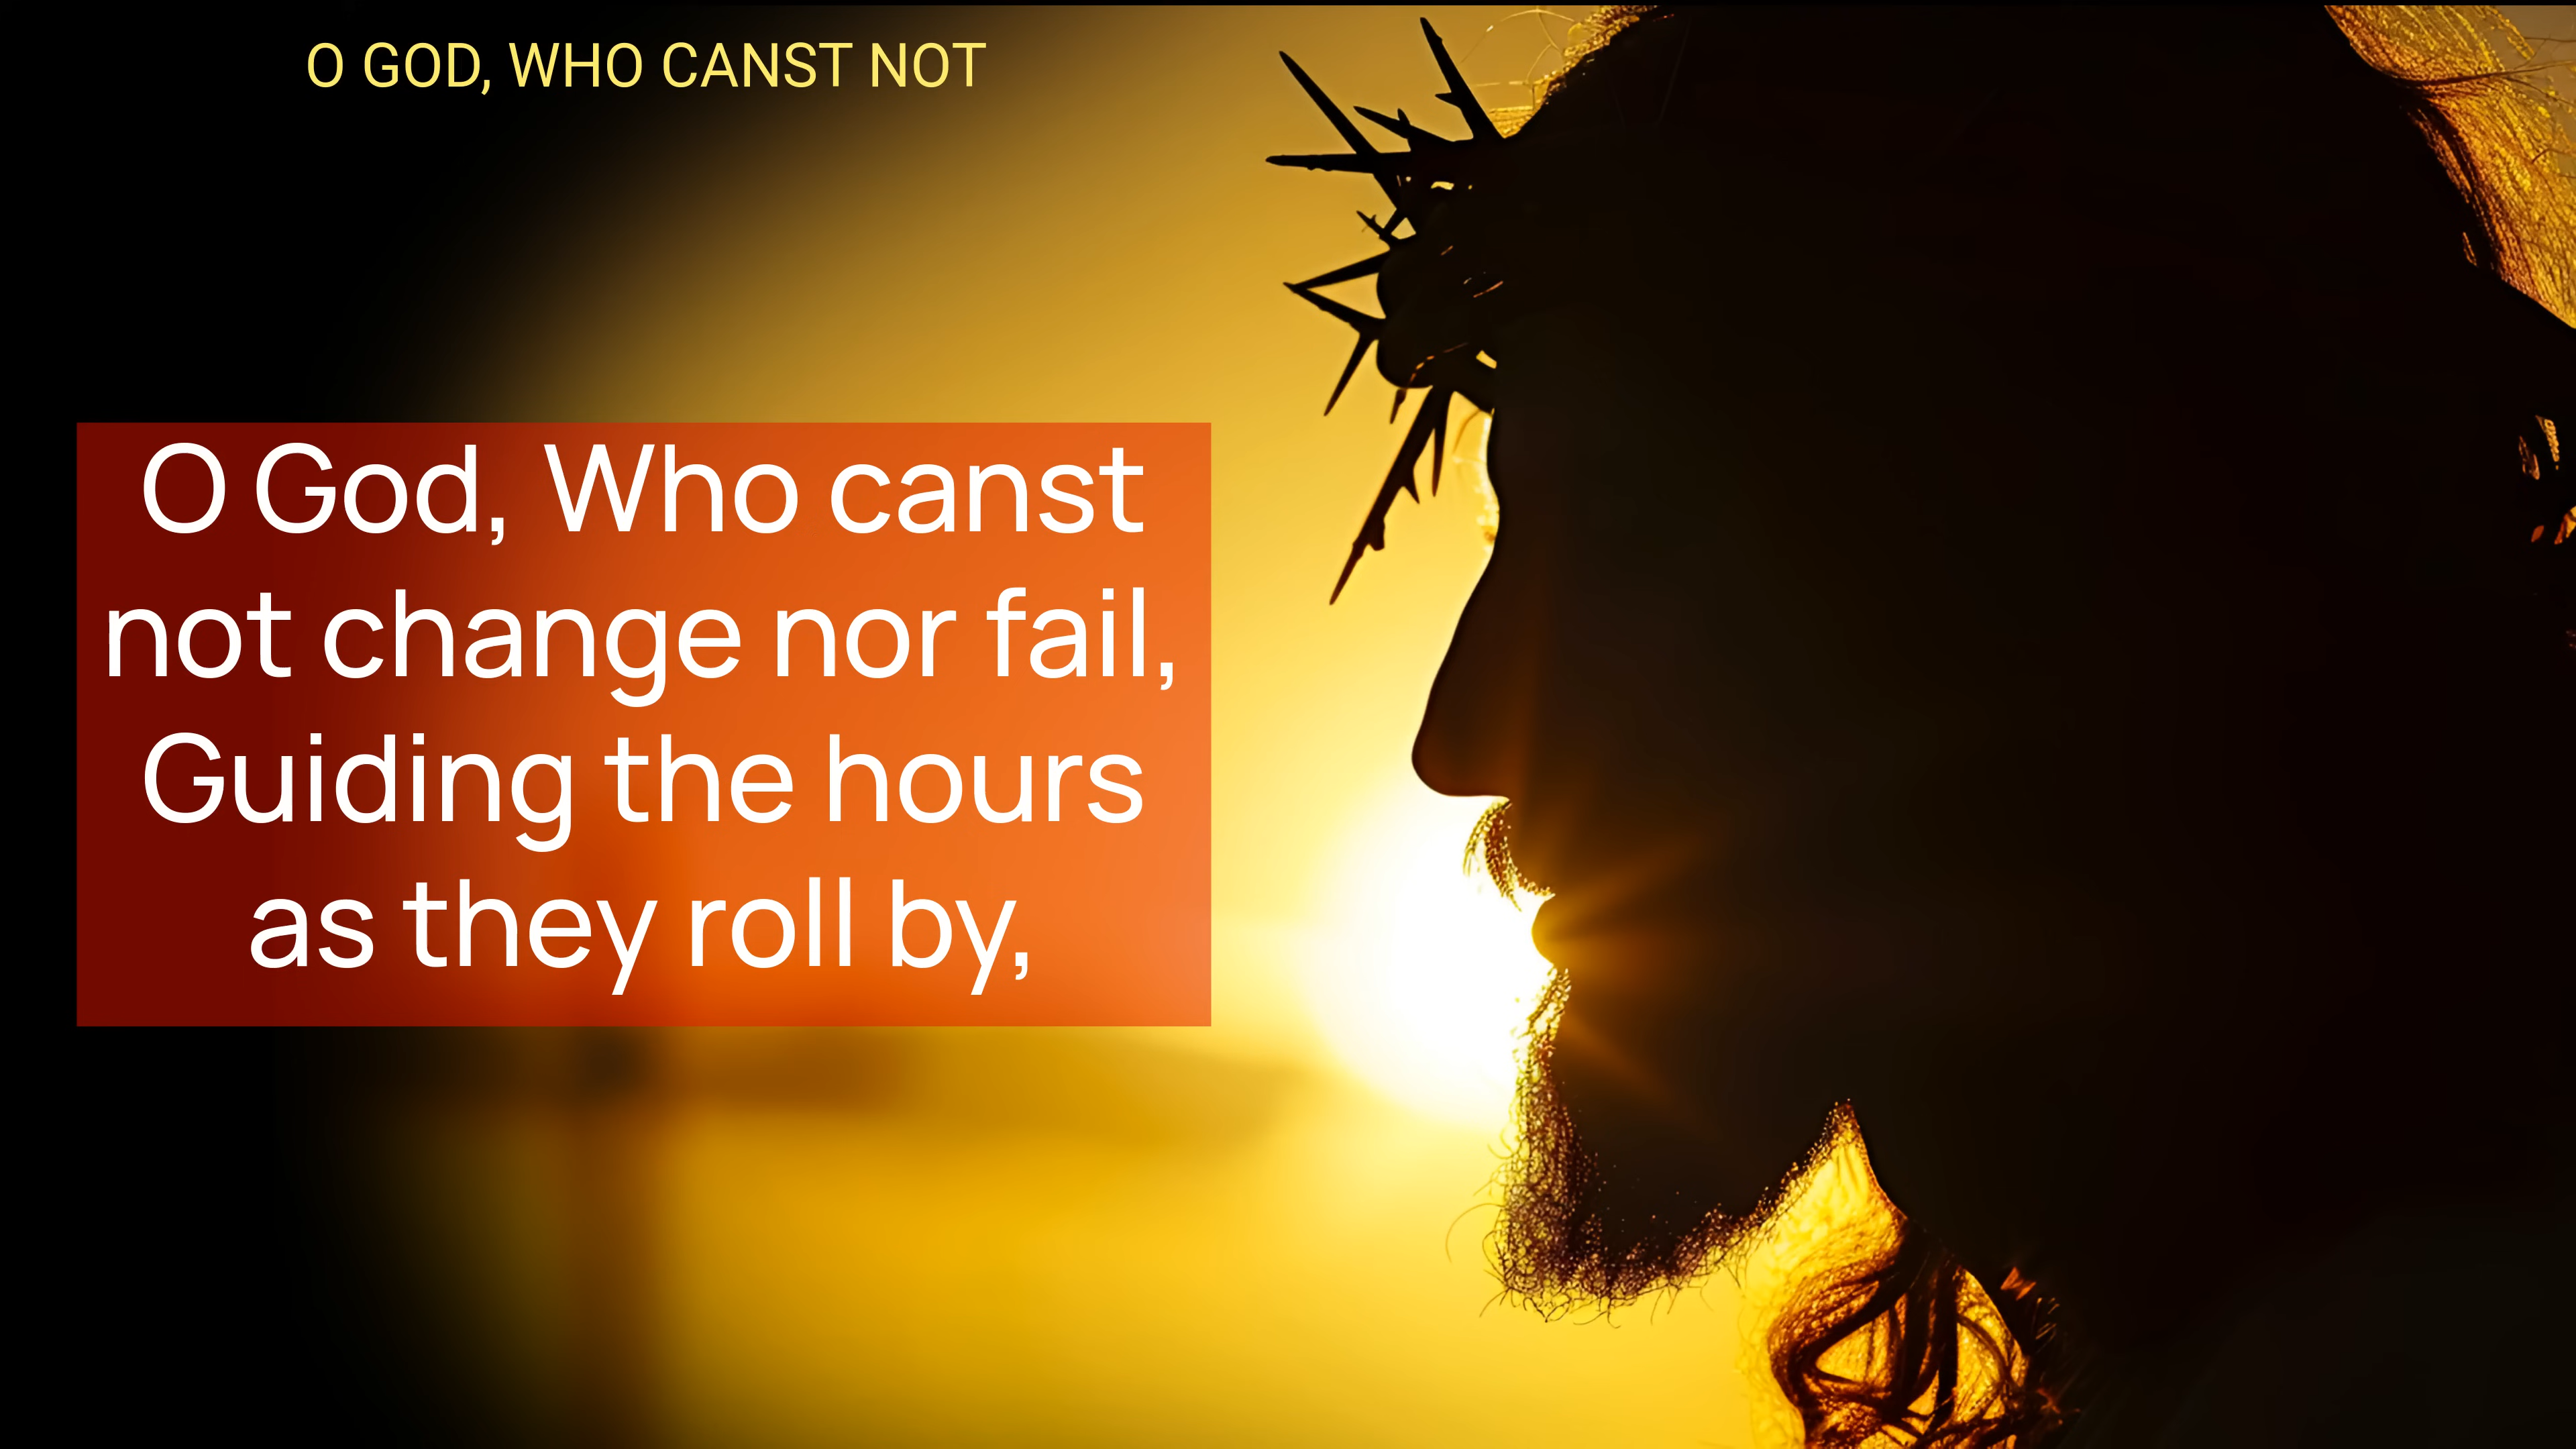 O GOD, WHO CANST NOT
O God, Who canst
not change nor fail,
Guiding the hours
as they roll by,